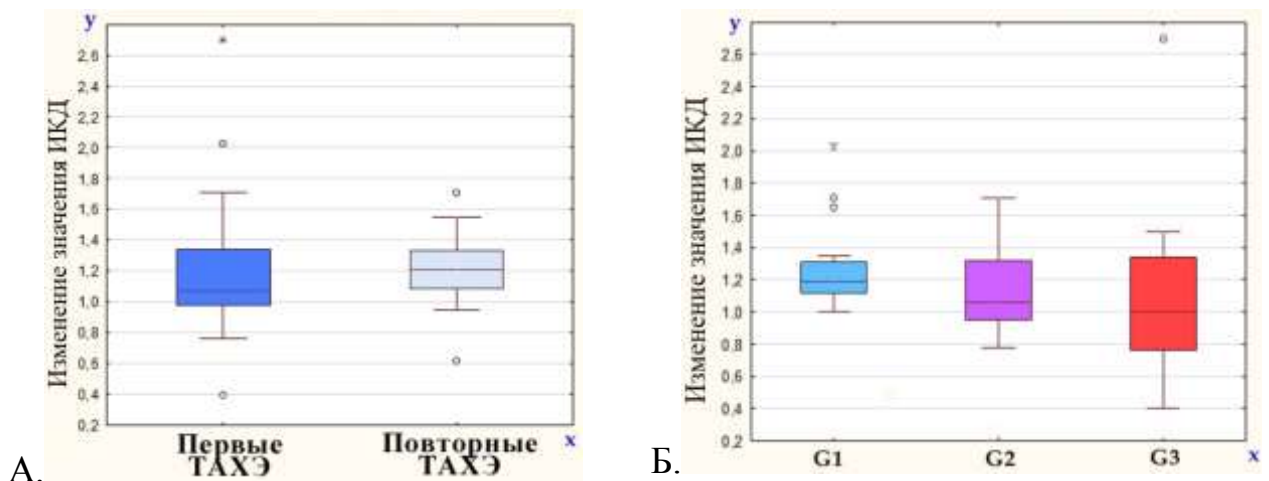 y
Изменение значения ИКД
2,6
2,4
2,2
2,0
1,8
1,6
1,4
1,2
1,0
0,8
0,6
0,4
0,2
Первые
ТАХЭ
Повторные
ТАХЭ
x
А.
y
Изменение значения ИКД
2,6
2,4
2,2
2,0
1,8
1,6
1,4
1,2
1,0
0,8
0,6
0,4
0,2
G1
G2
G3
x
Б.